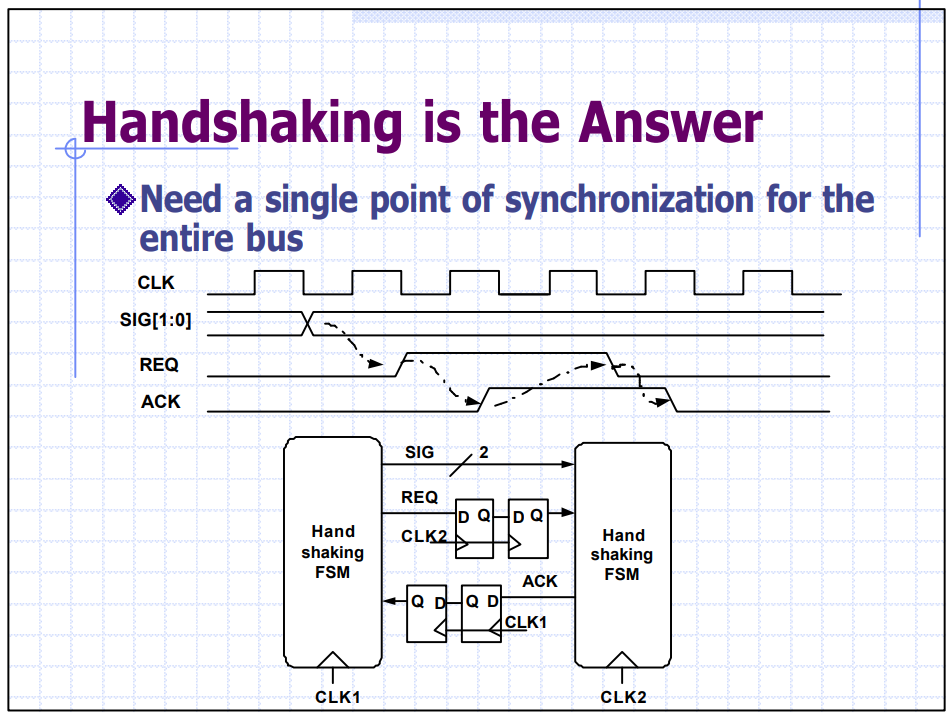 Handshaking is the Answer
Need a single point of synchronization for the
entire bus
CLK
SIG[1:0]
REQ
ACK
SIG 2
REQ
D Q D Q
CLK2
Hand
shaking
FSM
Hand
shaking
FSM
ACK
Q D Q D
CLK1
CLK1
CLK2